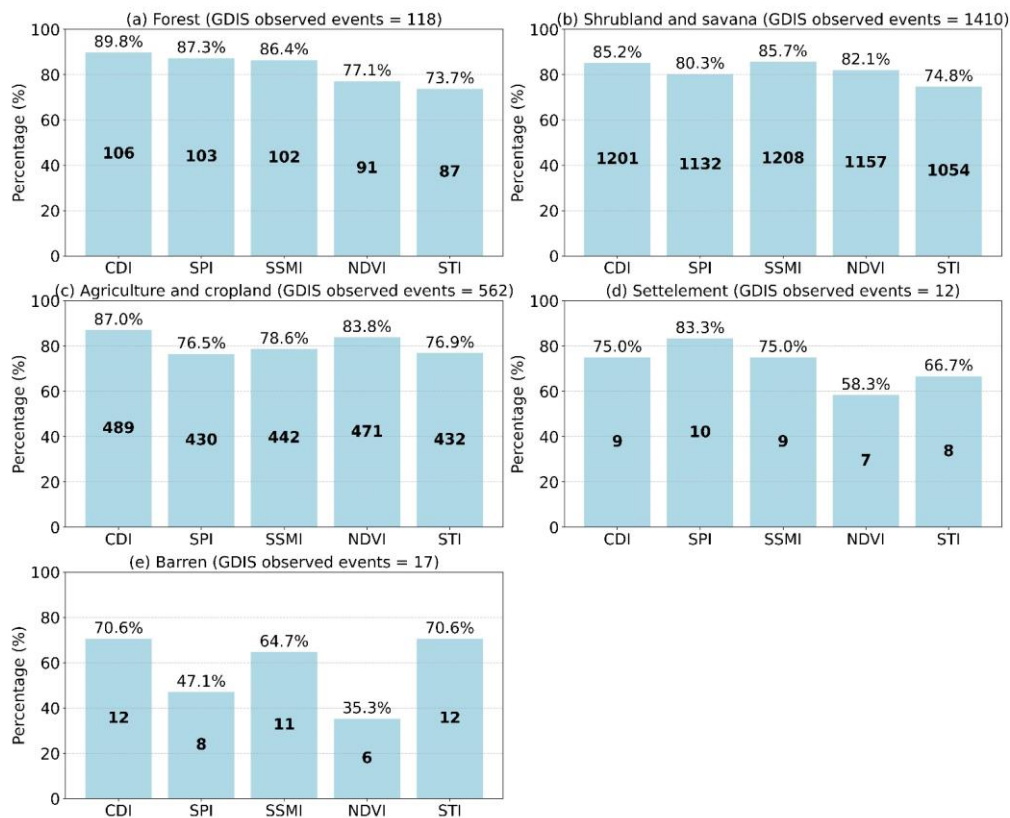 (a) Forest (GDIS observed events = 118)
100
80
60
40
20
0
Percentage (%)
89.8%
87.3%
86.4%
77.1%
73.7%
106
103
102
91
87
CDI
SPI
SSMI
NDVI
STI
(b) Shrubland and savana (GDIS observed events = 1410)
100
80
60
40
20
0
Percentage (%)
85.2%
80.3%
85.7%
82.1%
74.8%
1201
1132
1208
1157
1054
CDI
SPI
SSMI
NDVI
STI
(c) Agriculture and cropland (GDIS observed events = 562)
100
80
60
40
20
0
Percentage (%)
87.0%
76.5%
78.6%
83.8%
76.9%
489
430
442
471
432
CDI
SPI
SSMI
NDVI
STI
(d) Settelement (GDIS observed events = 12)
100
80
60
40
20
0
Percentage (%)
75.0%
83.3%
75.0%
58.3%
66.7%
9
10
9
7
8
CDI
SPI
SSMI
NDVI
STI
(e) Barren (GDIS observed events = 17)
100
80
60
40
20
0
Percentage (%)
70.6%
47.1%
64.7%
35.3%
70.6%
12
8
11
6
12
CDI
SPI
SSMI
NDVI
STI